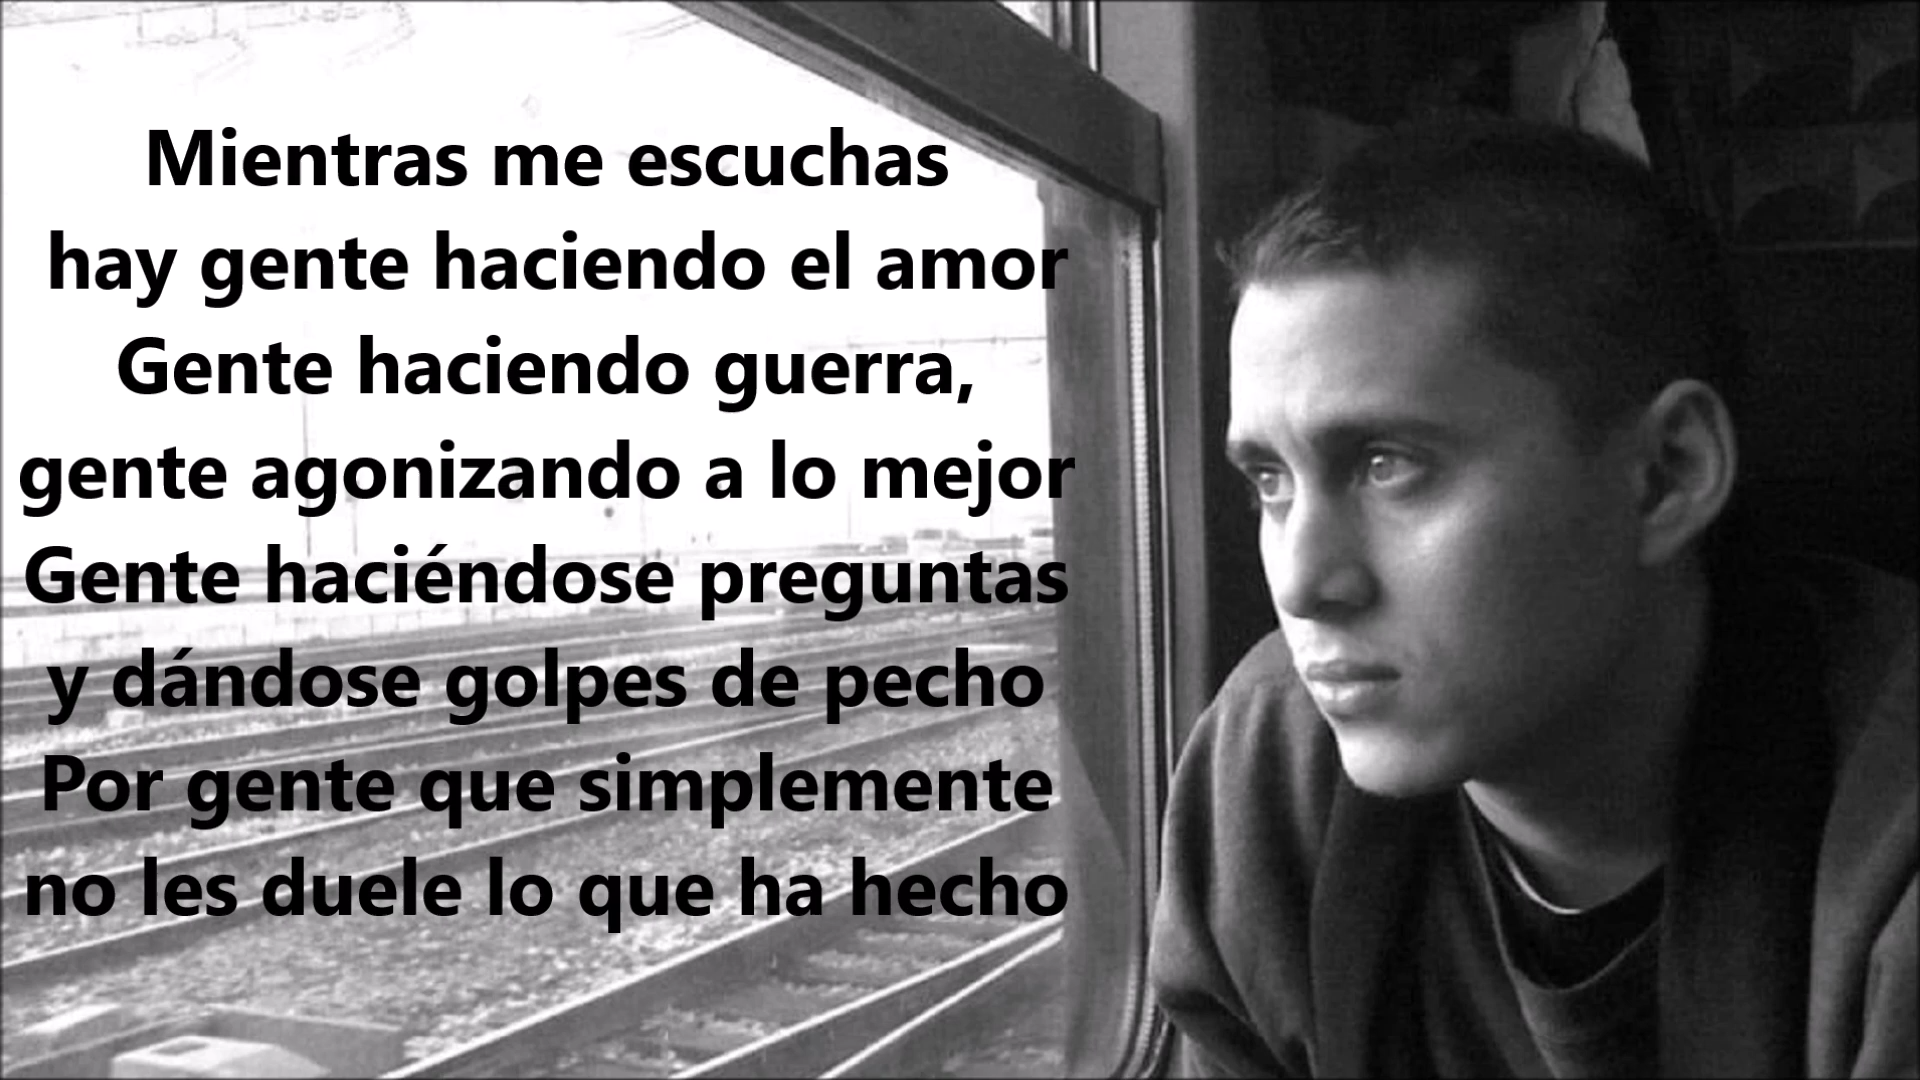 Mientras me escuchas
hay gente haciendo el amor
Gente haciendo guerra,
gente agonizando a lo mejor
Gente haciéndose preguntas
y dándose golpes de pecho
Por gente que simplemente
no les duele lo que ha hecho